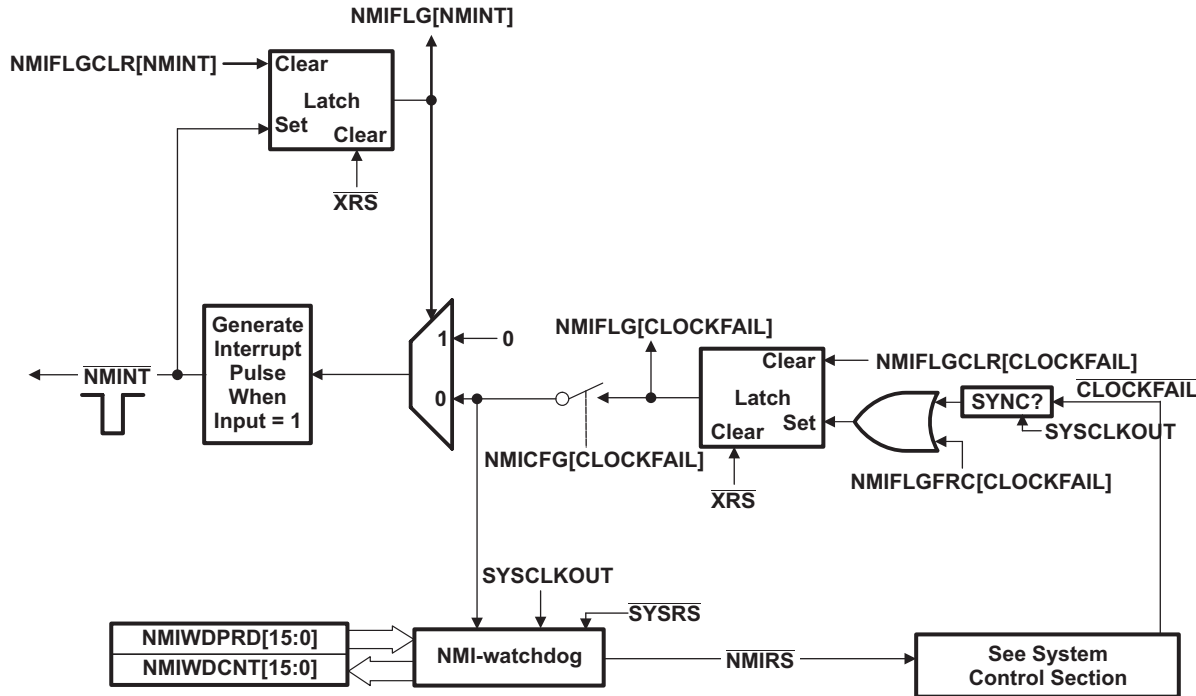 NMIFLG[NMINT]
NMIFLGCLR[NMINT]
Clear
Latch
Set
Clear
XRS
Generate
Interrupt
Pulse
When
Input = 1
NMINT
1
0
0
NMIFLG[CLOCKFAIL]
NMICFG[CLOCKFAIL]
Clear
Latch
Set
Clear
XRS
NMIFLGCLR[CLOCKFAIL]
CLOCKFAIL
SYNC?
SYSCLKOUT
NMIFLGFRC[CLOCKFAIL]
SYSCLKOUT
SYSRS
NMIWDPRD[15:0]
NMIWDCNT[15:0]
NMI-watchdog
NMIRS
See System
Control Section